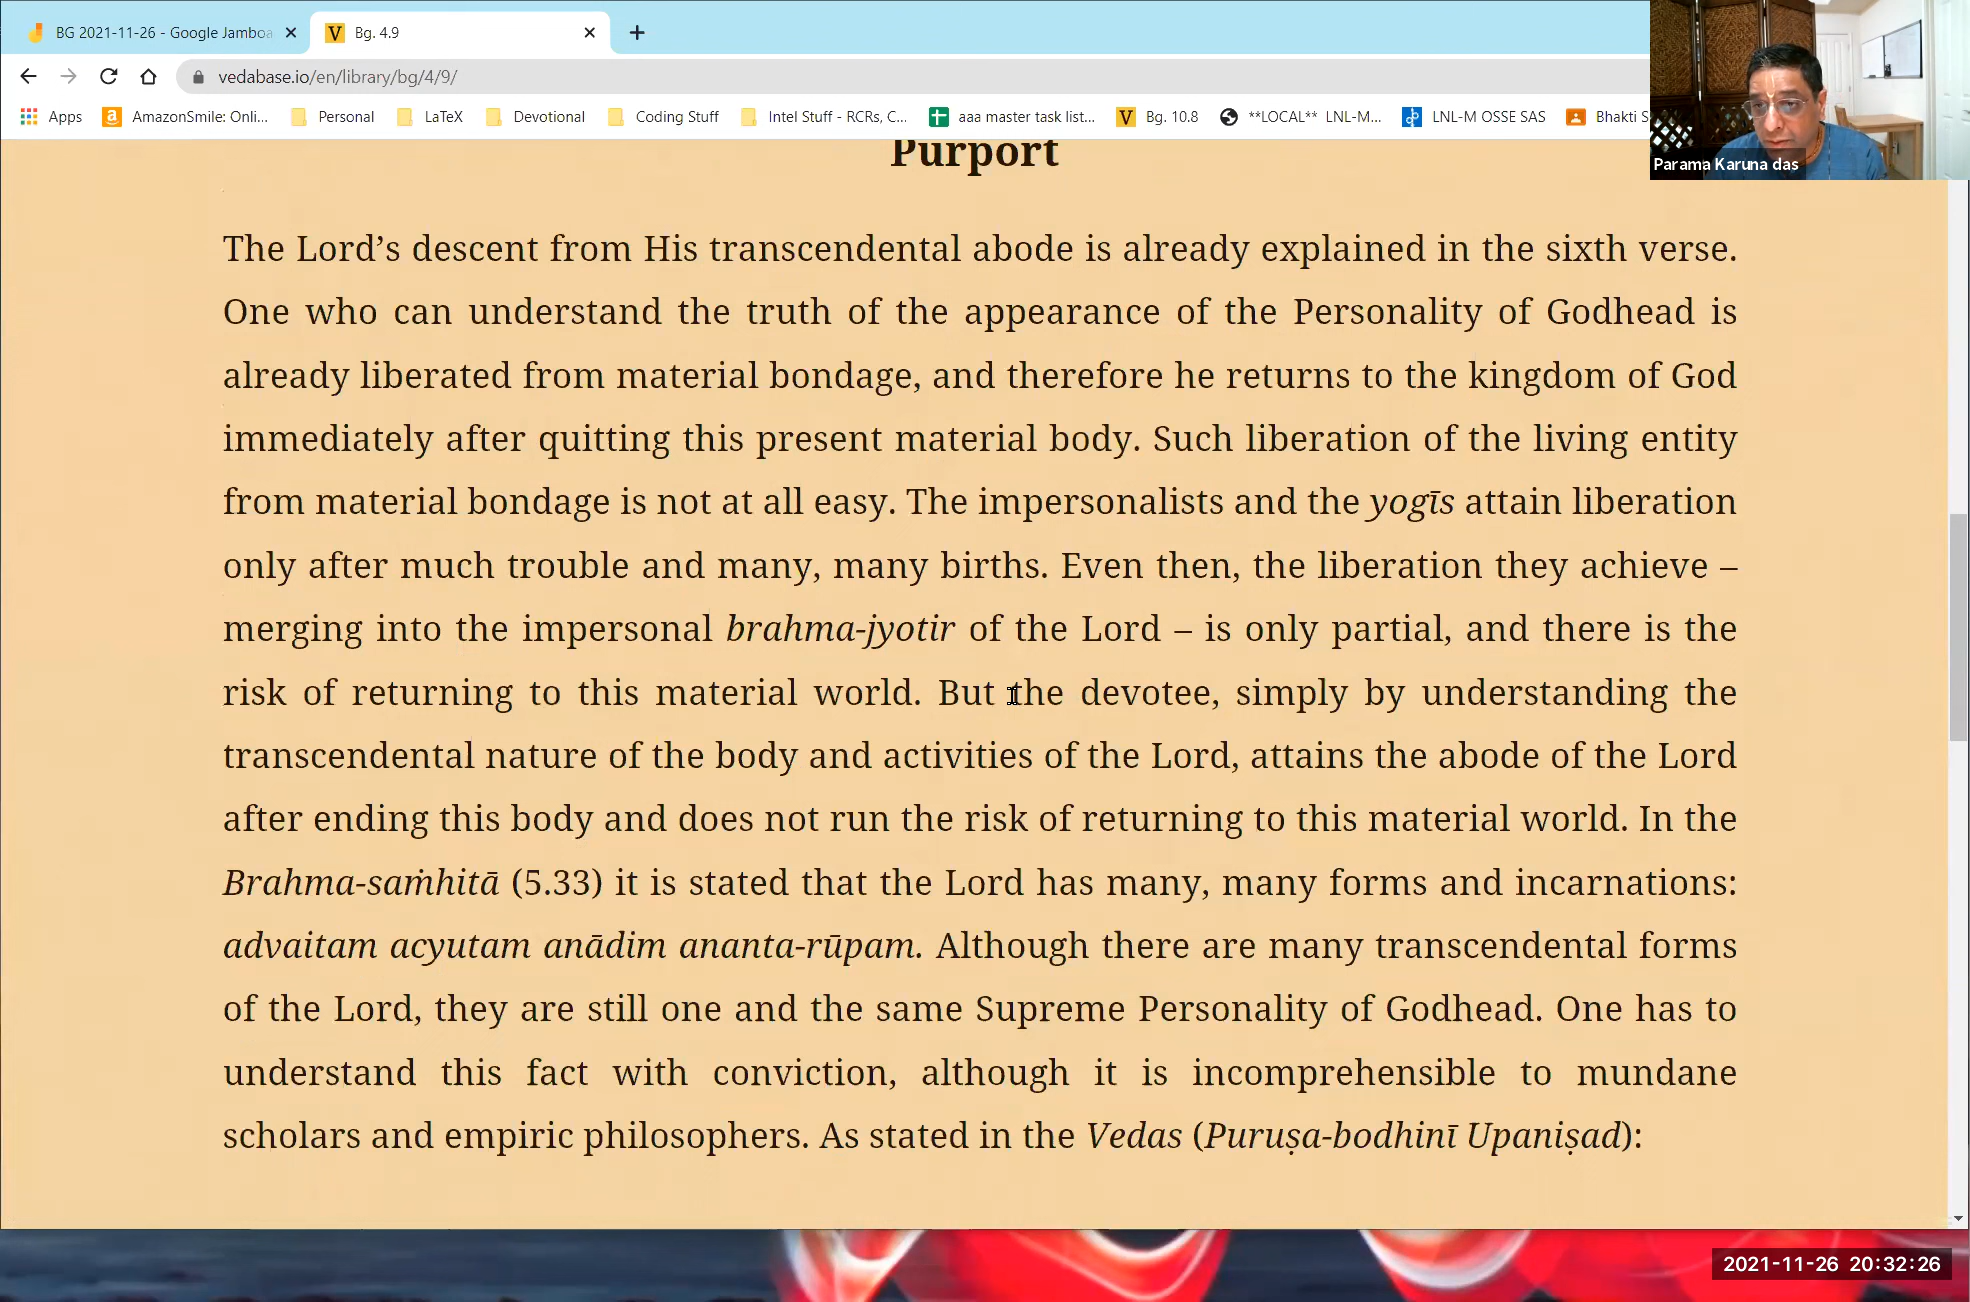 BG 2021-11-26 - Google Jamboa
Bg. 4.9
vedabase.io/en/library/bg/4/9/
Apps
AmazonSmile: Onli...
Personal
LaTeX
Devotional
Coding Stuff
Intel Stuff - RCRs, C...
aaa master task list...
Bg. 10.8
**LOCAL** LNL-M...
LNL-M OSSE SAS
Bhakti S
Parama Karuna das
Purport
The Lord’s descent from His transcendental abode is already explained in the sixth verse.
One who can understand the truth of the appearance of the Personality of Godhead is
already liberated from material bondage, and therefore he returns to the kingdom of God
immediately after quitting this present material body. Such liberation of the living entity
from material bondage is not at all easy. The impersonalists and the yogīs attain liberation
only after much trouble and many, many births. Even then, the liberation they achieve –
merging into the impersonal brahma-jyotir of the Lord – is only partial, and there is the
risk of returning to this material world. But the devotee, simply by understanding the
transcendental nature of the body and activities of the Lord, attains the abode of the Lord
after ending this body and does not run the risk of returning to this material world. In the
Brahma-saṁhitā (5.33) it is stated that the Lord has many, many forms and incarnations:
advaitam acyutam anādim ananta-rūpam. Although there are many transcendental forms
of the Lord, they are still one and the same Supreme Personality of Godhead. One has to
understand this fact with conviction, although it is incomprehensible to mundane
scholars and empiric philosophers. As stated in the Vedas (Puruṣa-bodhinī Upaniṣad):
2021-11-26 20:32:26